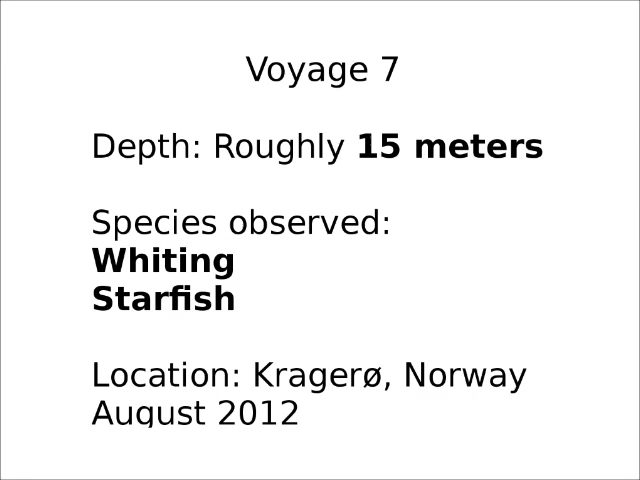 Voyage 7
Depth: Roughly 15 meters
Species observed:
Whiting
Starfish
Location: Kragerø, Norway
August 2012